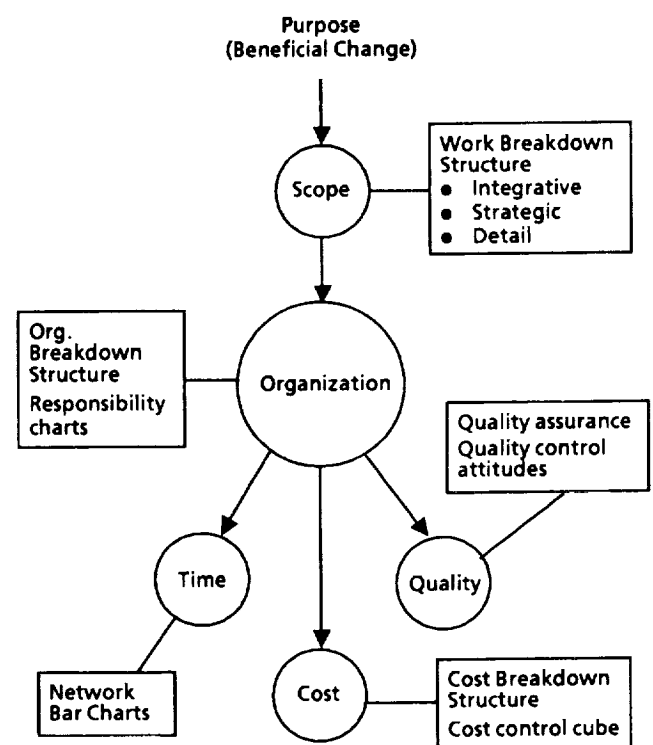 Purpose
(Beneficial Change)
Scope
Work Breakdown
Structure
● Integrative
● Strategic
● Detail
Org.
Breakdown
Structure
Responsibility
charts
Organization
Quality assurance
Quality control
attitudes
Time
Quality
Network
Bar Charts
Cost
Cost Breakdown
Structure
Cost control cube